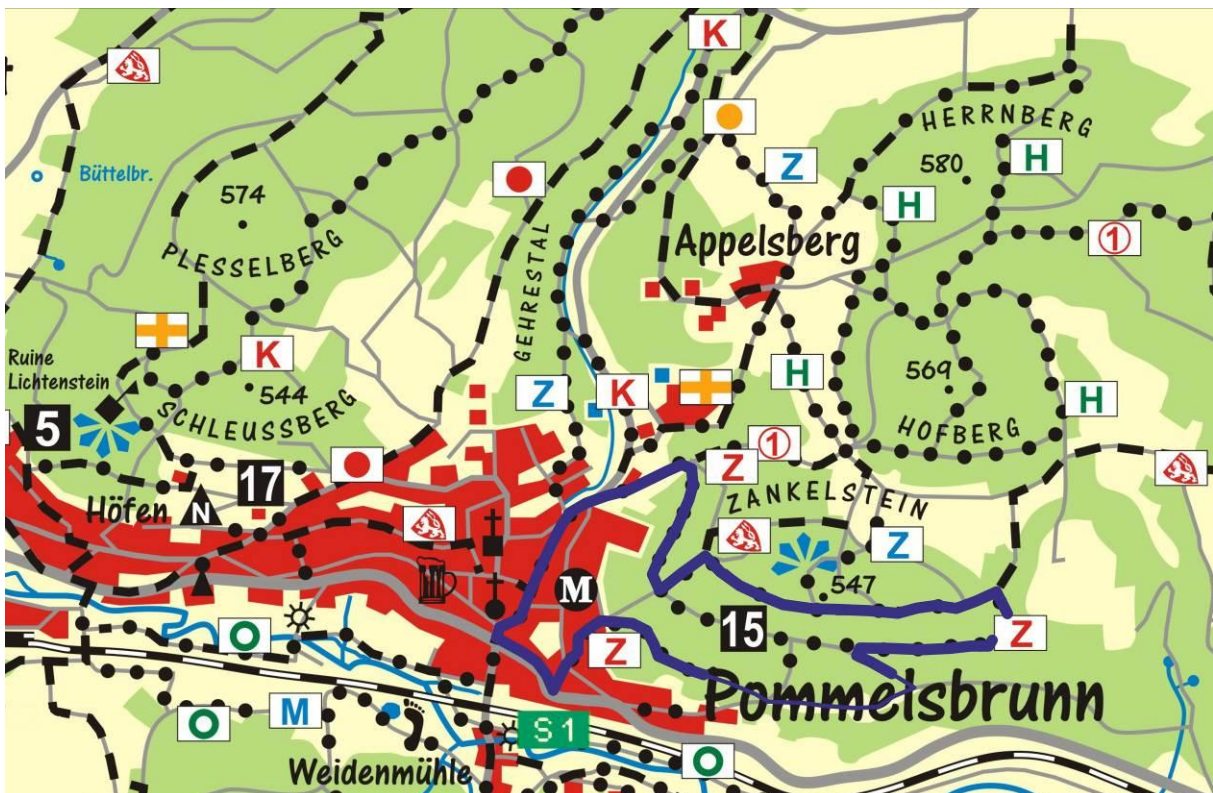 K
HERRNBERG
Büttelbr.
574
580
H
Z
H
PLESSELBERG
1
Appelsberg
GEHRESTAL
Ruine
Lichtenstein
K
544
SCHLEUSSBERG
Z
K
H
569
H
HOFBERG
5
17
Z
1
ZANKELSTEIN
Höfen
N
Z
547
M
15
Z
Z
Pommelsbrunn
M
S1
Weidenmühle